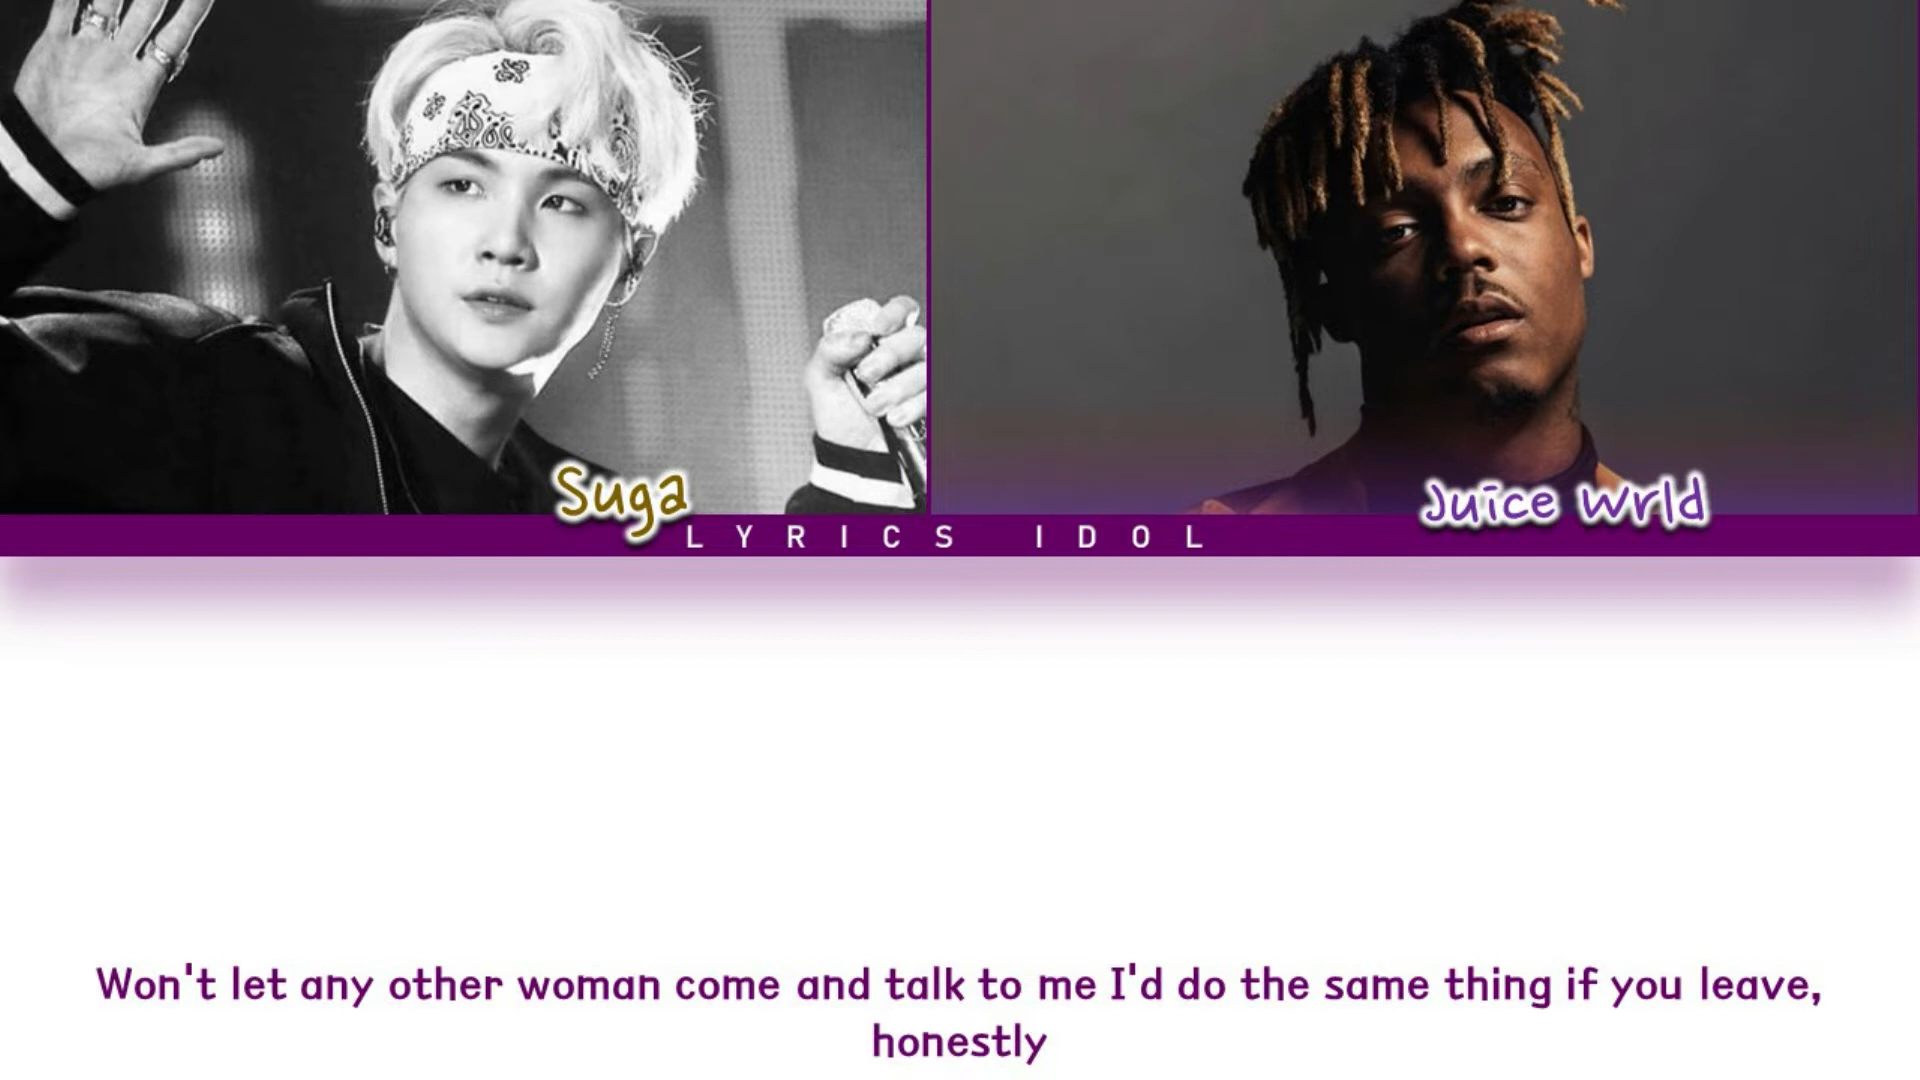 Suga
Juice Wrld
LYRICS IDOL
Won't let any other woman come and talk to me I'd do the same thing if you leave,
honestly